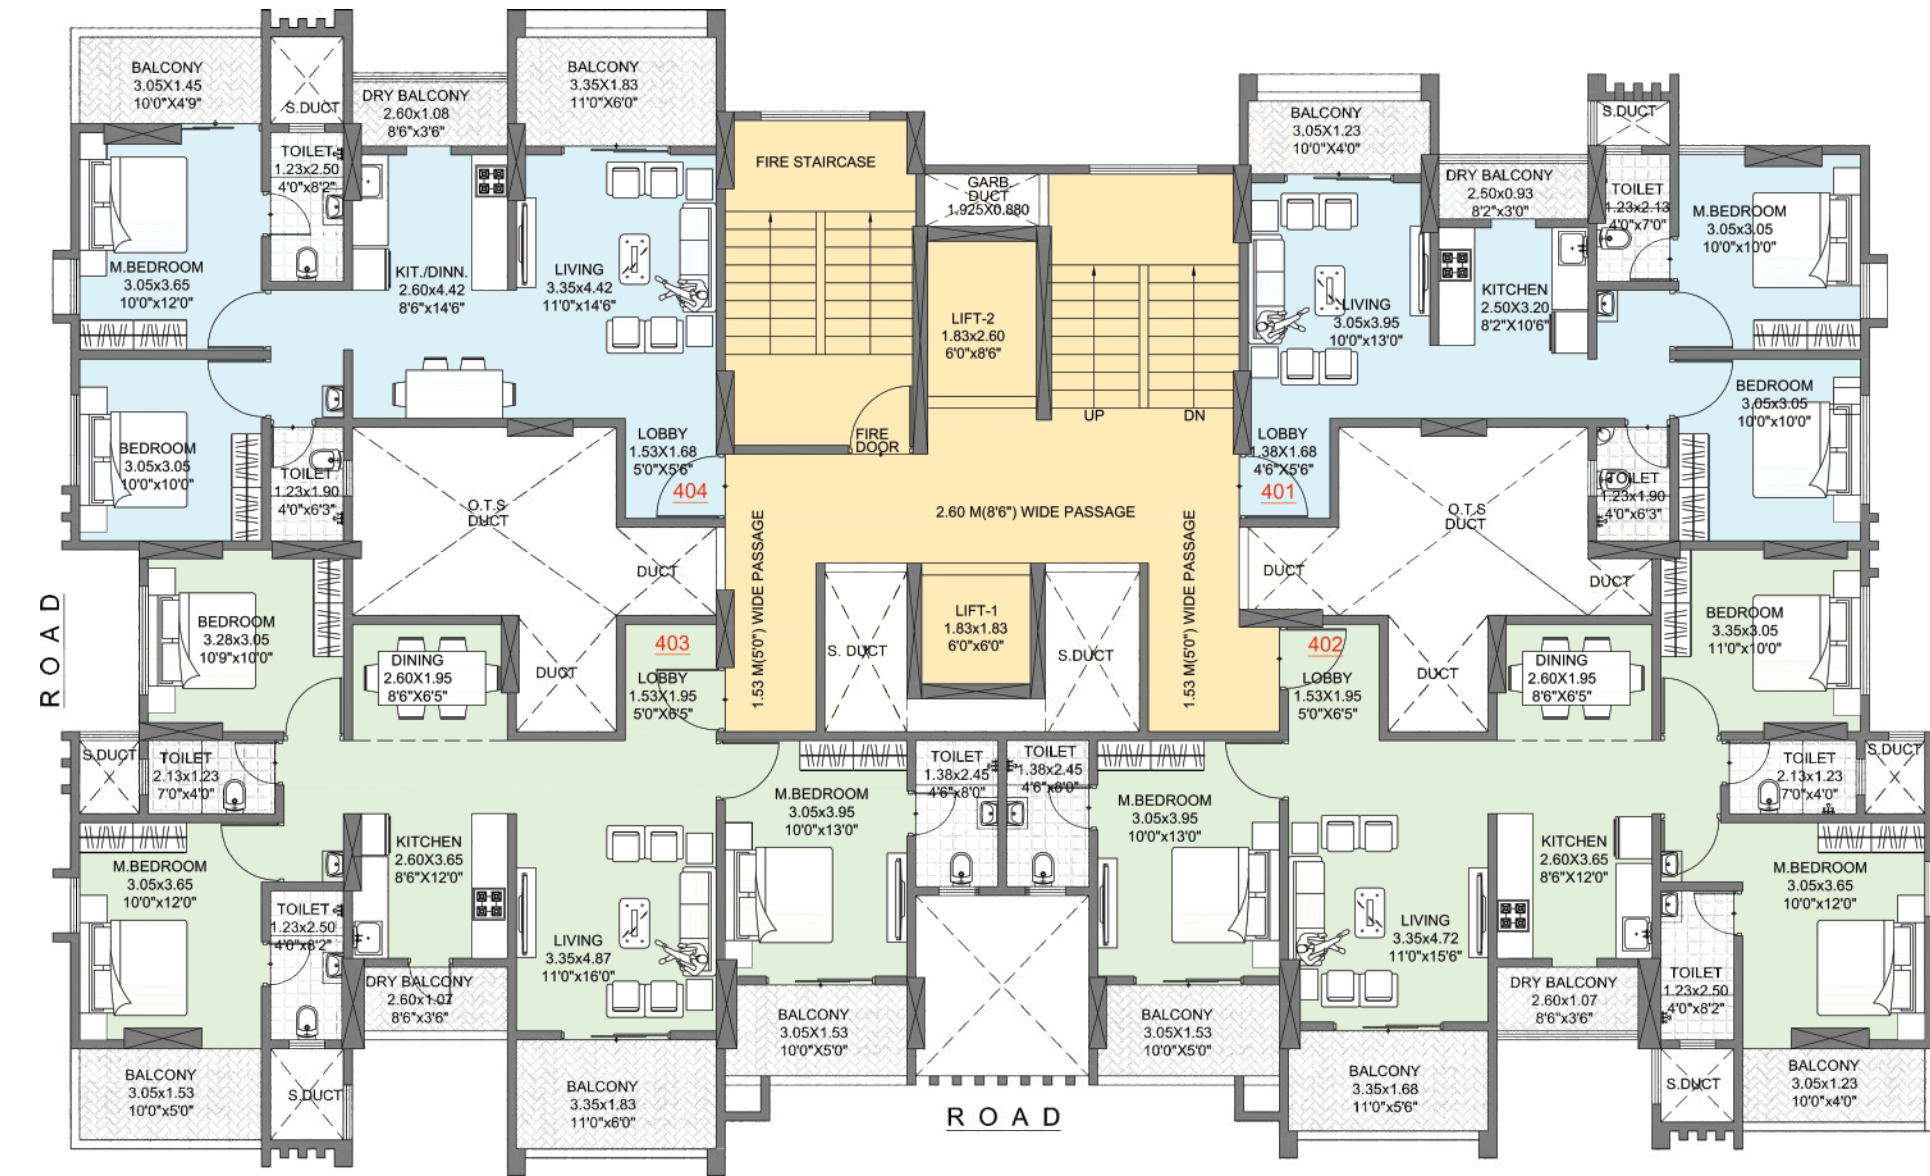 BALCONY
3.05X1.45
10'0"X4'9"
S.DUCT
DRY BALCONY
2.60x1.08
8'6"x3'6"
BALCONY
3.35X1.83
11'0"X6'0"
TOILET
1.23x2.50
4'0"x8'2"
M.BEDROOM
3.05x3.65
10'0"x12'0"
KIT./DINN.
2.60x4.42
8'6"x14'6"
LIVING
3.35x4.42
11'0"x14'6"
BEDROOM
3.05x3.05
10'0"x10'0"
TOILET
1.23x1.90
4'0"x6'3"
LOBBY
1.53X1.68
5'0"X5'6"
404
O.T.S
DUCT
DUCT
FIRE STAIRCASE
FIRE
DOOR
GARB.
DUCT
1.925X0.880
LIFT-2
1.83x2.60
6'0"x8'6"
UP
DN
2.60 M(8'6") WIDE PASSAGE
1.53 M(5'0") WIDE PASSAGE
1.53 M(5'0") WIDE PASSAGE
LIFT-1
1.83x1.83
6'0"x6'0"
S. DUCT
S.DUCT
BALCONY
3.05X1.23
10'0"X4'0"
DRY BALCONY
2.50x0.93
8'2"x3'0"
S.DUCT
TOILET
1.23x2.13
4'0"x7'0"
M.BEDROOM
3.05x3.05
10'0"x10'0"
LIVING
3.05x3.95
10'0"x13'0"
KITCHEN
2.50X3.20
8'2"X10'6"
BEDROOM
3.05x3.05
10'0"x10'0"
LOBBY
1.38X1.68
4'6"X5'6"
401
TOILET
1.23x1.90
4'0"x6'3"
O.T.S
DUCT
DUCT
DUCT
ROAD
BEDROOM
3.28x3.05
10'9"x10'0"
DINING
2.60X1.95
8'6"X6'5"
DUCT
403
LOBBY
1.53X1.95
5'0"X6'5"
S.DUCT
TOILET
2.13x1.23
7'0"x4'0"
M.BEDROOM
3.05x3.65
10'0"x12'0"
KITCHEN
2.60X3.65
8'6"X12'0"
TOILET
1.23x2.50
4'0"x8'2"
LIVING
3.35x4.87
11'0"x16'0"
DRY BALCONY
2.60x1.07
8'6"x3'6"
BALCONY
3.05x1.53
10'0"x5'0"
S.DUCT
BALCONY
3.35X1.83
11'0"X6'0"
M.BEDROOM
3.05x3.95
10'0"x13'0"
TOILET
1.38x2.45
4'6"x8'0"
BALCONY
3.05X1.53
10'0"X5'0"
TOILET
1.38x2.45
4'6"x8'0"
M.BEDROOM
3.05x3.95
10'0"x13'0"
BALCONY
3.05X1.53
10'0"X5'0"
402
LOBBY
1.53X1.95
5'0"X6'5"
DUCT
DINING
2.60X1.95
8'6"X6'5"
BEDROOM
3.35x3.05
11'0"x10'0"
TOILET
2.13x1.23
7'0"x4'0"
S.DUCT
KITCHEN
2.60X3.65
8'6"X12'0"
M.BEDROOM
3.05x3.65
10'0"x12'0"
LIVING
3.35x4.72
11'0"x15'6"
DRY BALCONY
2.60x1.07
8'6"x3'6"
TOILET
1.23x2.50
4'0"x8'2"
BALCONY
3.35x1.68
11'0"x5'6"
S.DUCT
BALCONY
3.05x1.23
10'0"x4'0"
ROAD